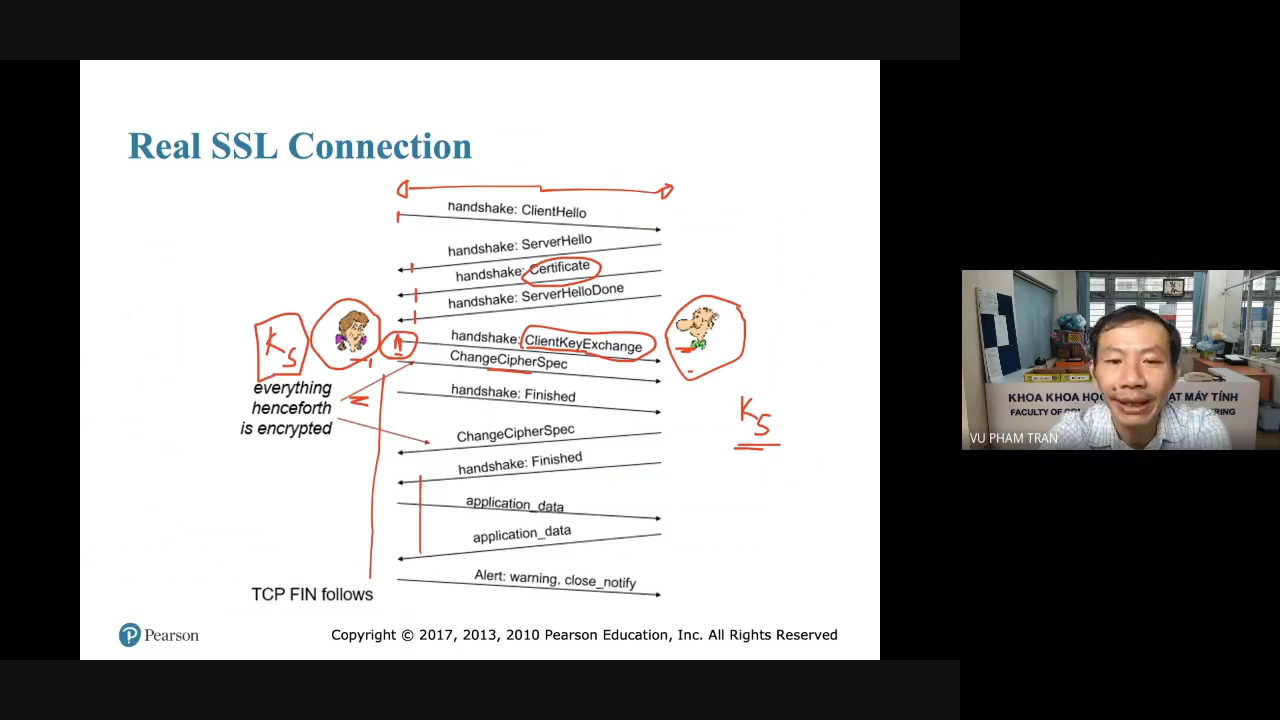 Real SSL Connection
handshake: ClientHello
handshake: ServerHello
handshake: Certificate
handshake: ServerHelloDone
handshake: ClientKeyExchange
ChangeCipherSpec
handshake: Finished
ChangeCipherSpec
handshake: Finished
application_data
application_data
Alert: warning, close_notify
KS
everything
henceforth
is encrypted
KS
TCP FIN follows
Pearson
Copyright © 2017, 2013, 2010 Pearson Education, Inc. All Rights Reserved
KHOA KHOA HỌC
ẠT MÁY TÍNH
FACULTY OF
ERING
VU PHAM TRAN